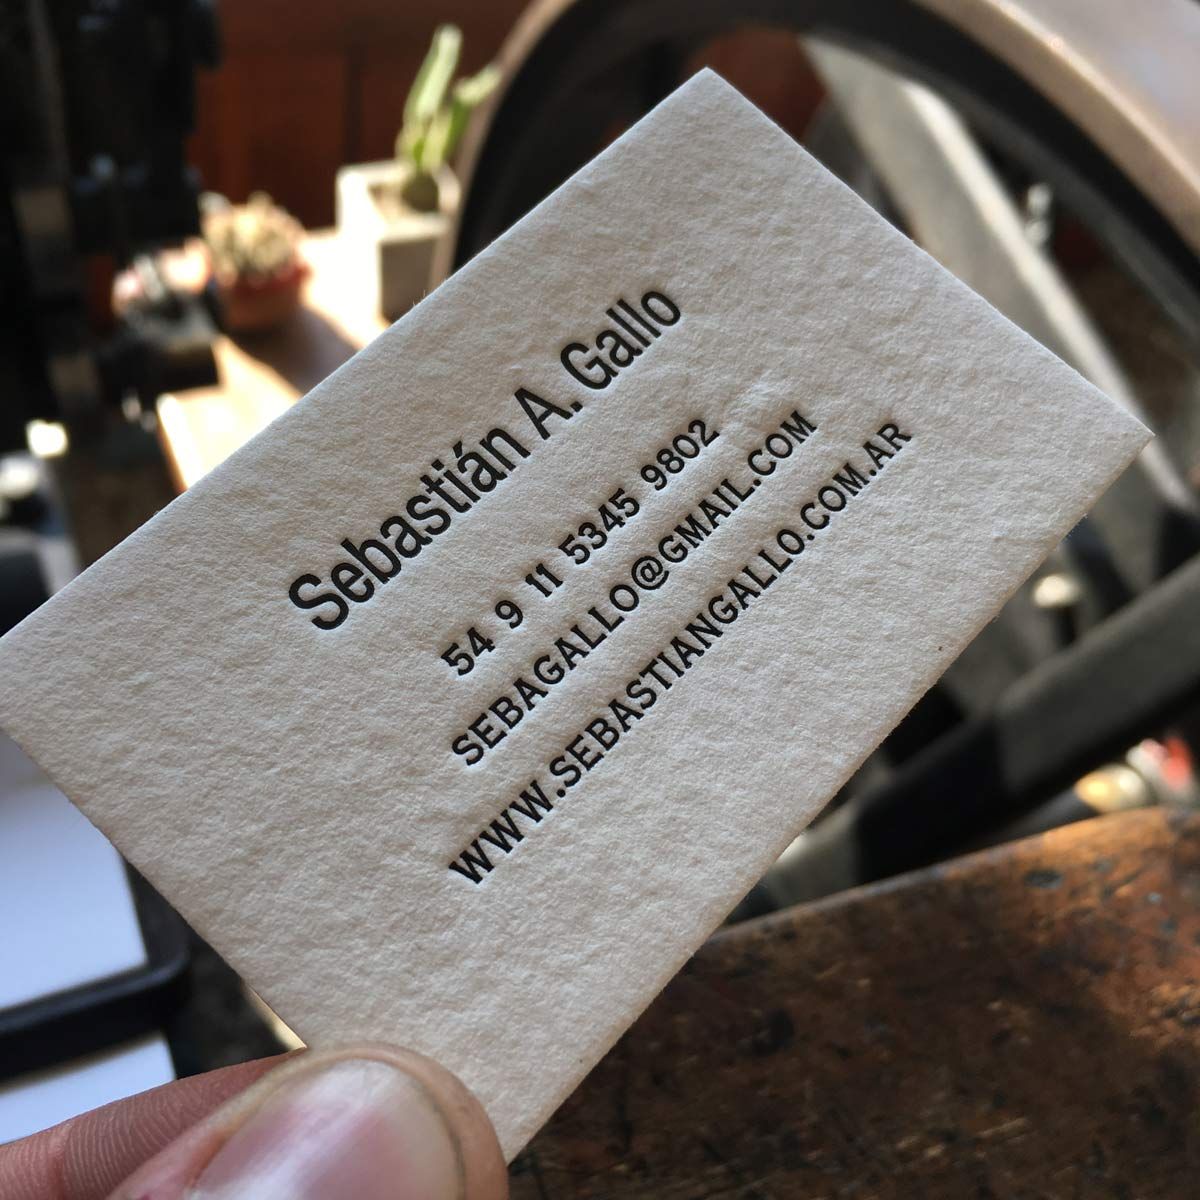 Sebastián A. Gallo
54 9 11 5345 9802
SEBAGALLO@GMAIL.COM
WWW.SEBASTIANGALLO.COM.AR